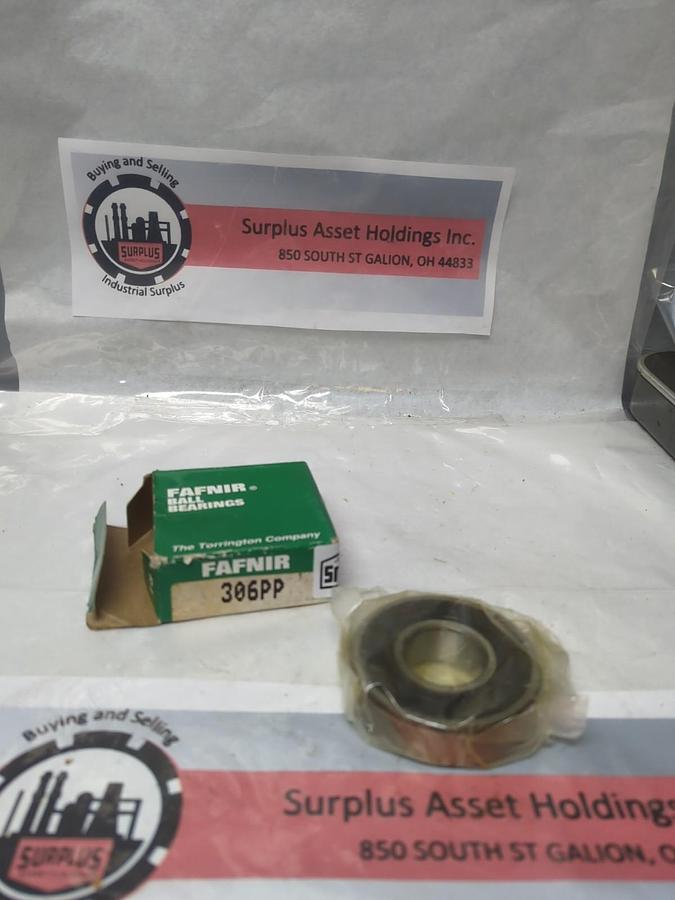 Buying and Selling
SURPLUS
Industrial Surplus
Surplus Asset Holdings Inc.
850 SOUTH ST GALION, OH 44833
FAFNIR®
BALL
BEARINGS
The Torrington Company
FAFNIR
306PP
Buying and Selling
SURPLUS
Surplus Asset Holdings
850 SOUTH ST GALION,